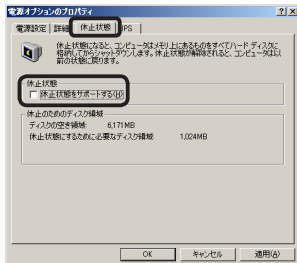 電源オプションのプロパティ
電源設定 詳細 休止状態 UPS
休止状態になると、コンピュータはメモリ上にあるものをすべてハード ディスクに
格納してからシャットダウンします。休止状態が解除されると、コンピュータは以
前の状態に戻ります。
休止状態
休止状態をサポートする(H)
休止のためのディスク領域
ディスクの空き領域: 6,171MB
休止状態にするために必要なディスク領域: 1,024MB
OK キャンセル 適用(A)